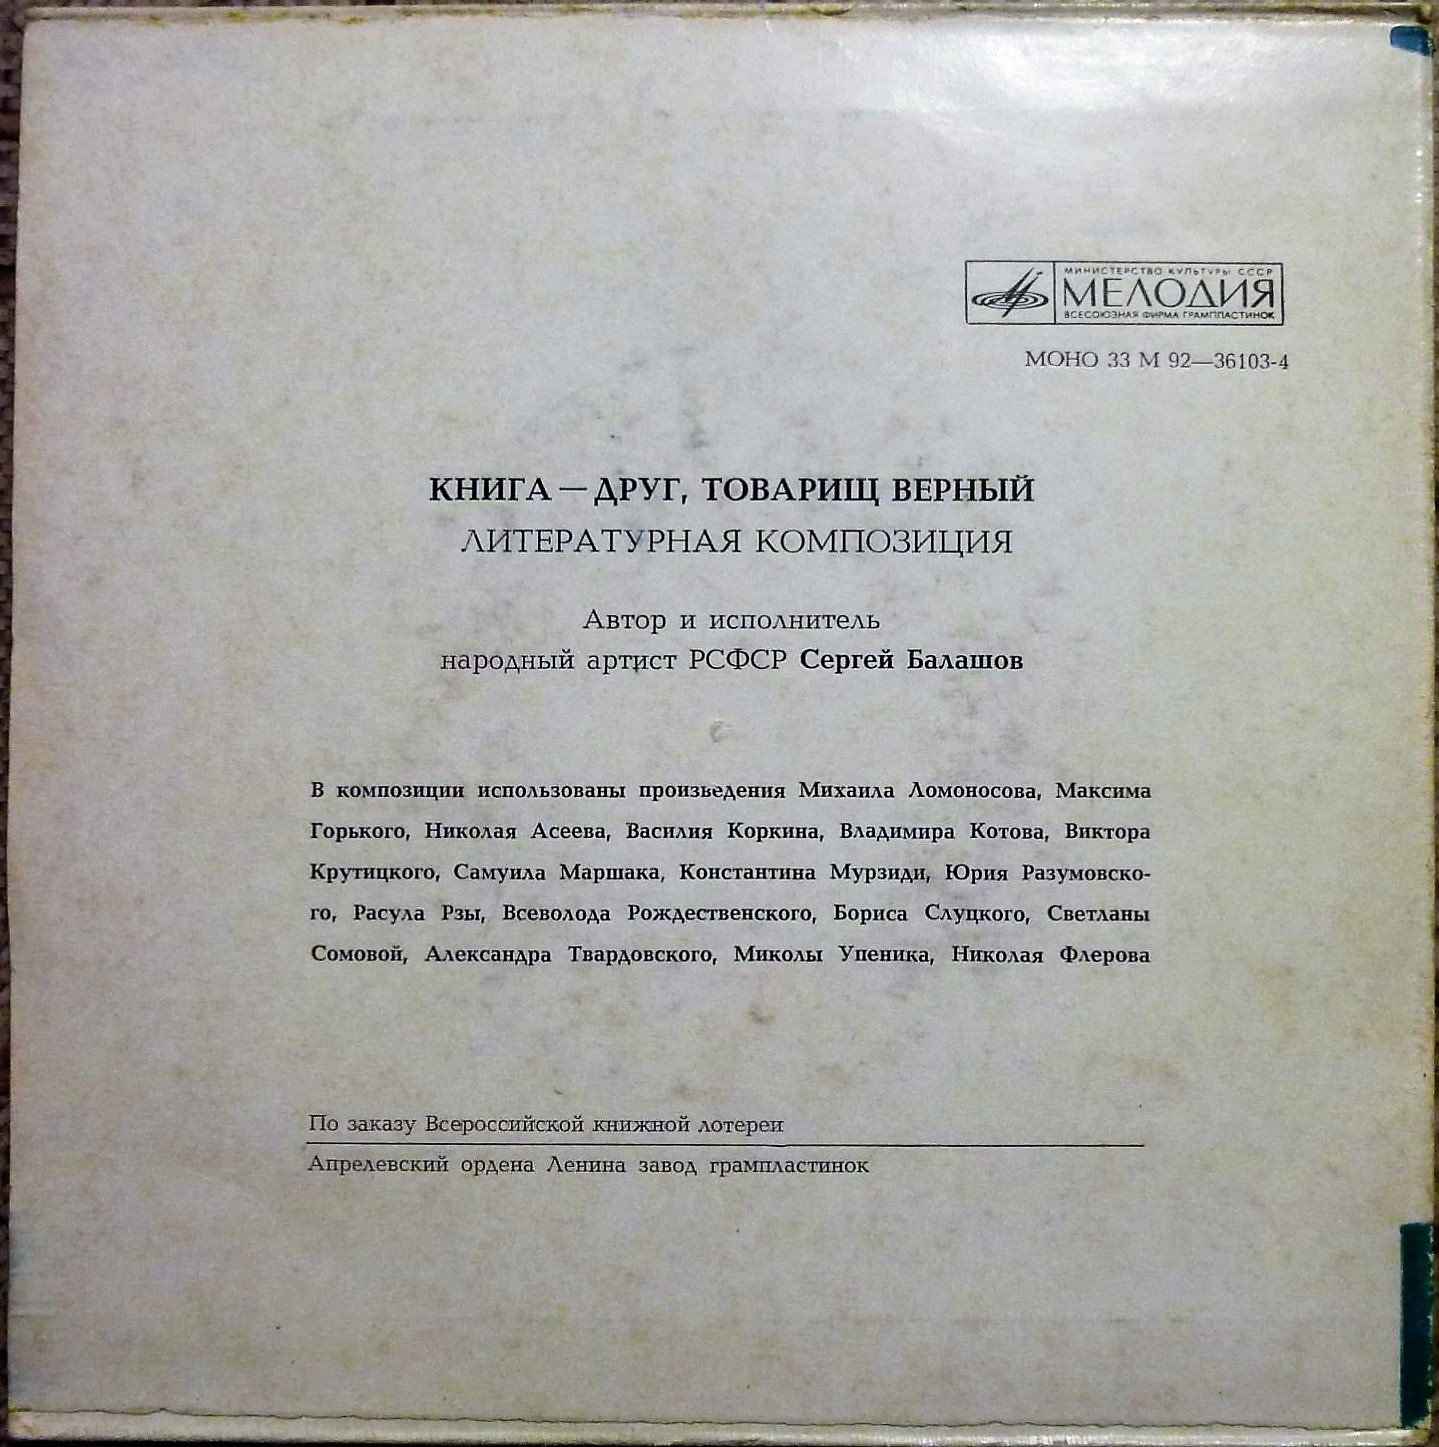 МИНИСТЕРСТВО КУЛЬТУРЫ СССР
МЕЛОДИЯ
ВСЕСОЮЗНАЯ ФИРМА ГРАМПЛАСТИНОК
МОНО 33 М 92—36103-4
КНИГА — ДРУГ, ТОВАРИЩ ВЕРНЫЙ
ЛИТЕРАТУРНАЯ КОМПОЗИЦИЯ
Автор и исполнитель
народный артист РСФСР Сергей Балашов
В композиции использованы произведения Михаила Ломоносова, Максима
Горького, Николая Асеева, Василия Коркина, Владимира Котова, Виктора
Крутицкого, Самуила Маршака, Константина Мурзиди, Юрия Разумовско-
го, Расула Рзы, Всеволода Рождественского, Бориса Слуцкого, Светланы
Сомовой, Александра Твардовского, Миколы Упеника, Николая Флерова
По заказу Всероссийской книжной лотереи
Апрелевский ордена Ленина завод грампластинок